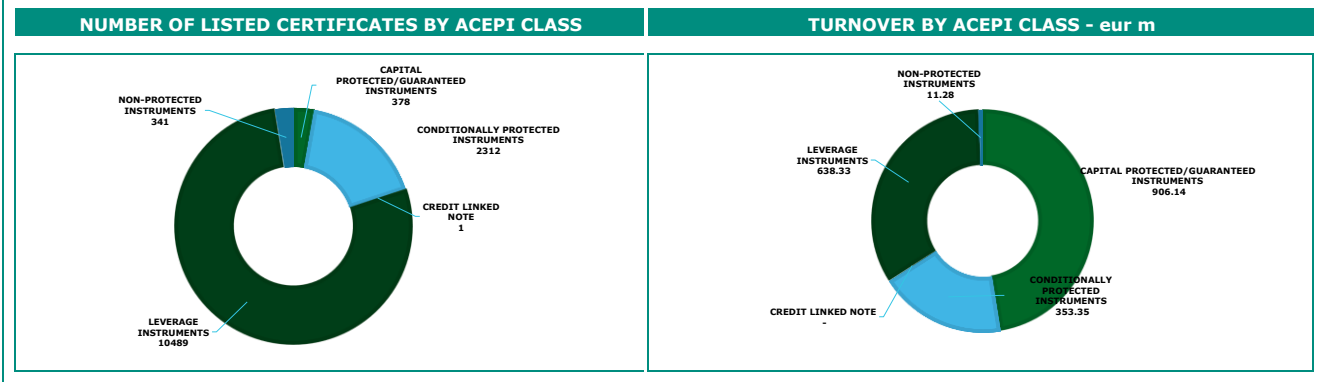 NUMBER OF LISTED CERTIFICATES BY ACEPI CLASS
CAPITAL
PROTECTED/GUARANTEED
INSTRUMENTS
378
NON-PROTECTED
INSTRUMENTS
341
CONDITIONALLY PROTECTED
INSTRUMENTS
2312
CREDIT LINKED
NOTE
1
LEVERAGE
INSTRUMENTS
10489
TURNOVER BY ACEPI CLASS - eur m
NON-PROTECTED
INSTRUMENTS
11.28
LEVERAGE
INSTRUMENTS
638.33
CAPITAL PROTECTED/GUARANTEED
INSTRUMENTS
906.14
CONDITIONALLY
PROTECTED
INSTRUMENTS
353.35
CREDIT LINKED NOTE
-